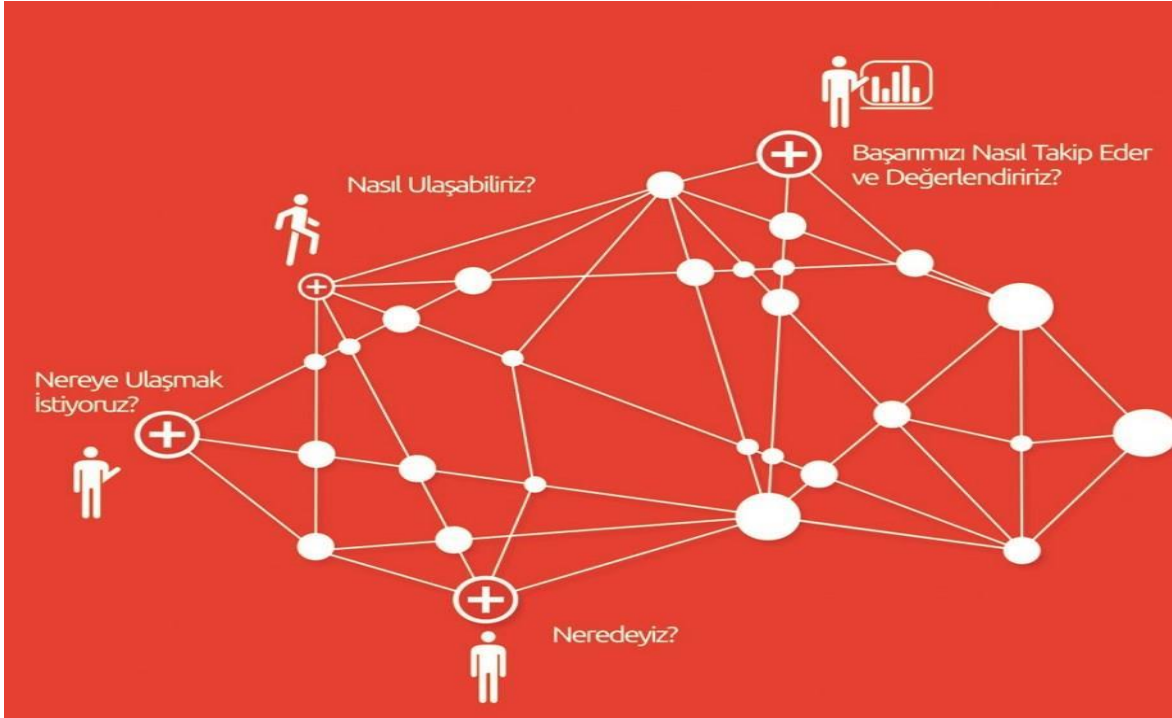 Başarımızı Nasıl Takip Eder
ve Değerlendiririz?
Nasıl Ulaşabiliriz?
Nereye Ulaşmak
İstiyoruz?
Neredeyiz?